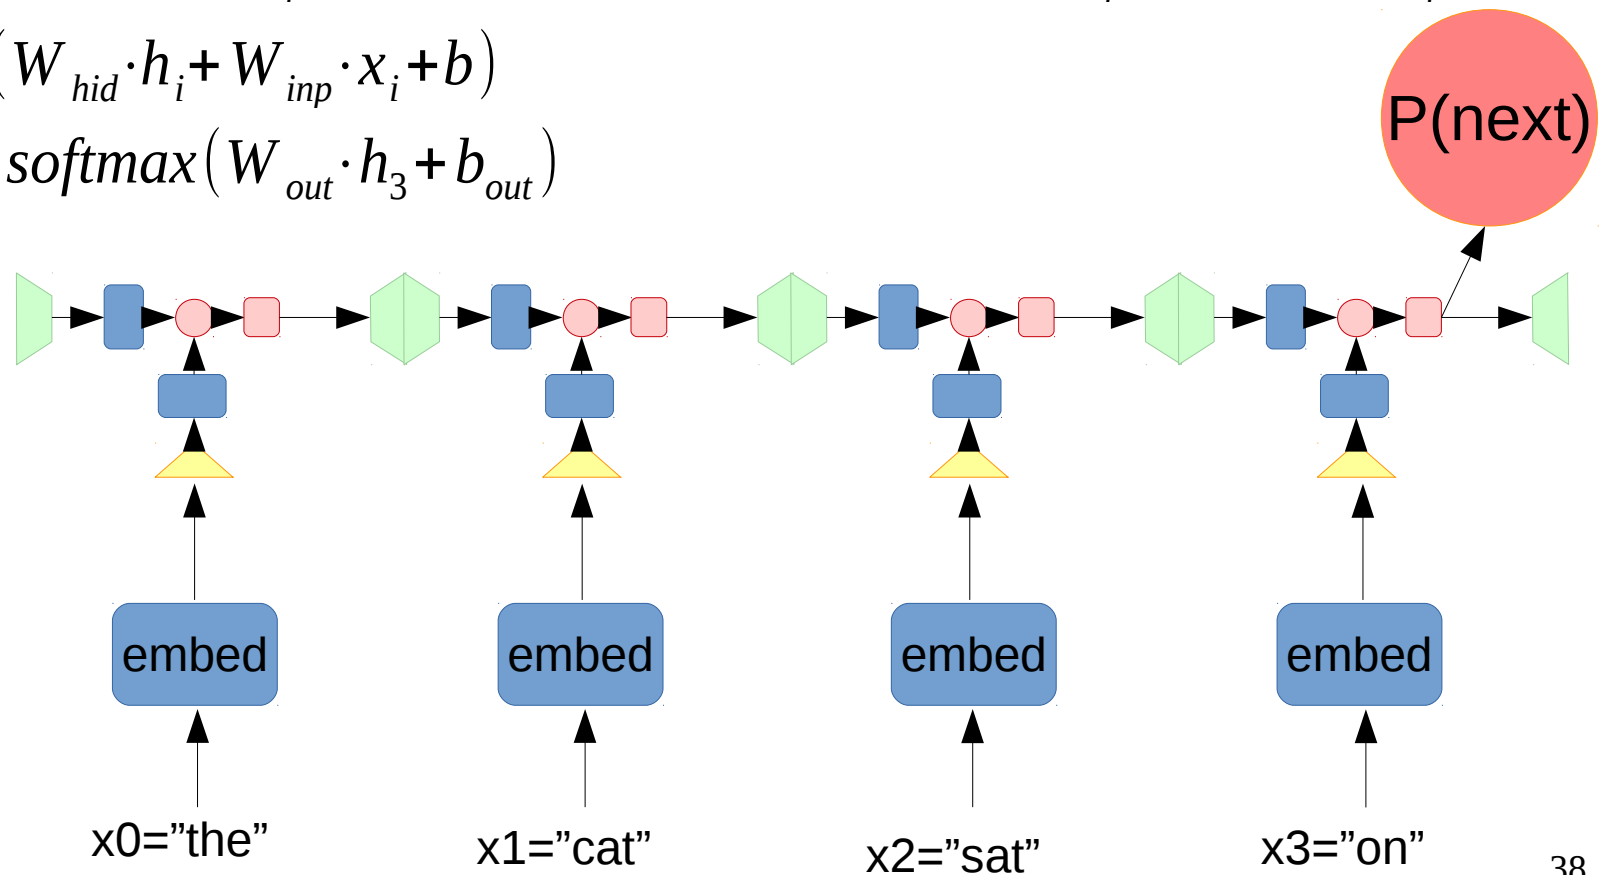 (W_hid·h_i+W_inp·x_i+b)
softmax(W_out·h_3+b_out)
P(next)
embed embed embed embed
x0=”the” x1=”cat” x2=”sat” x3=”on”
38